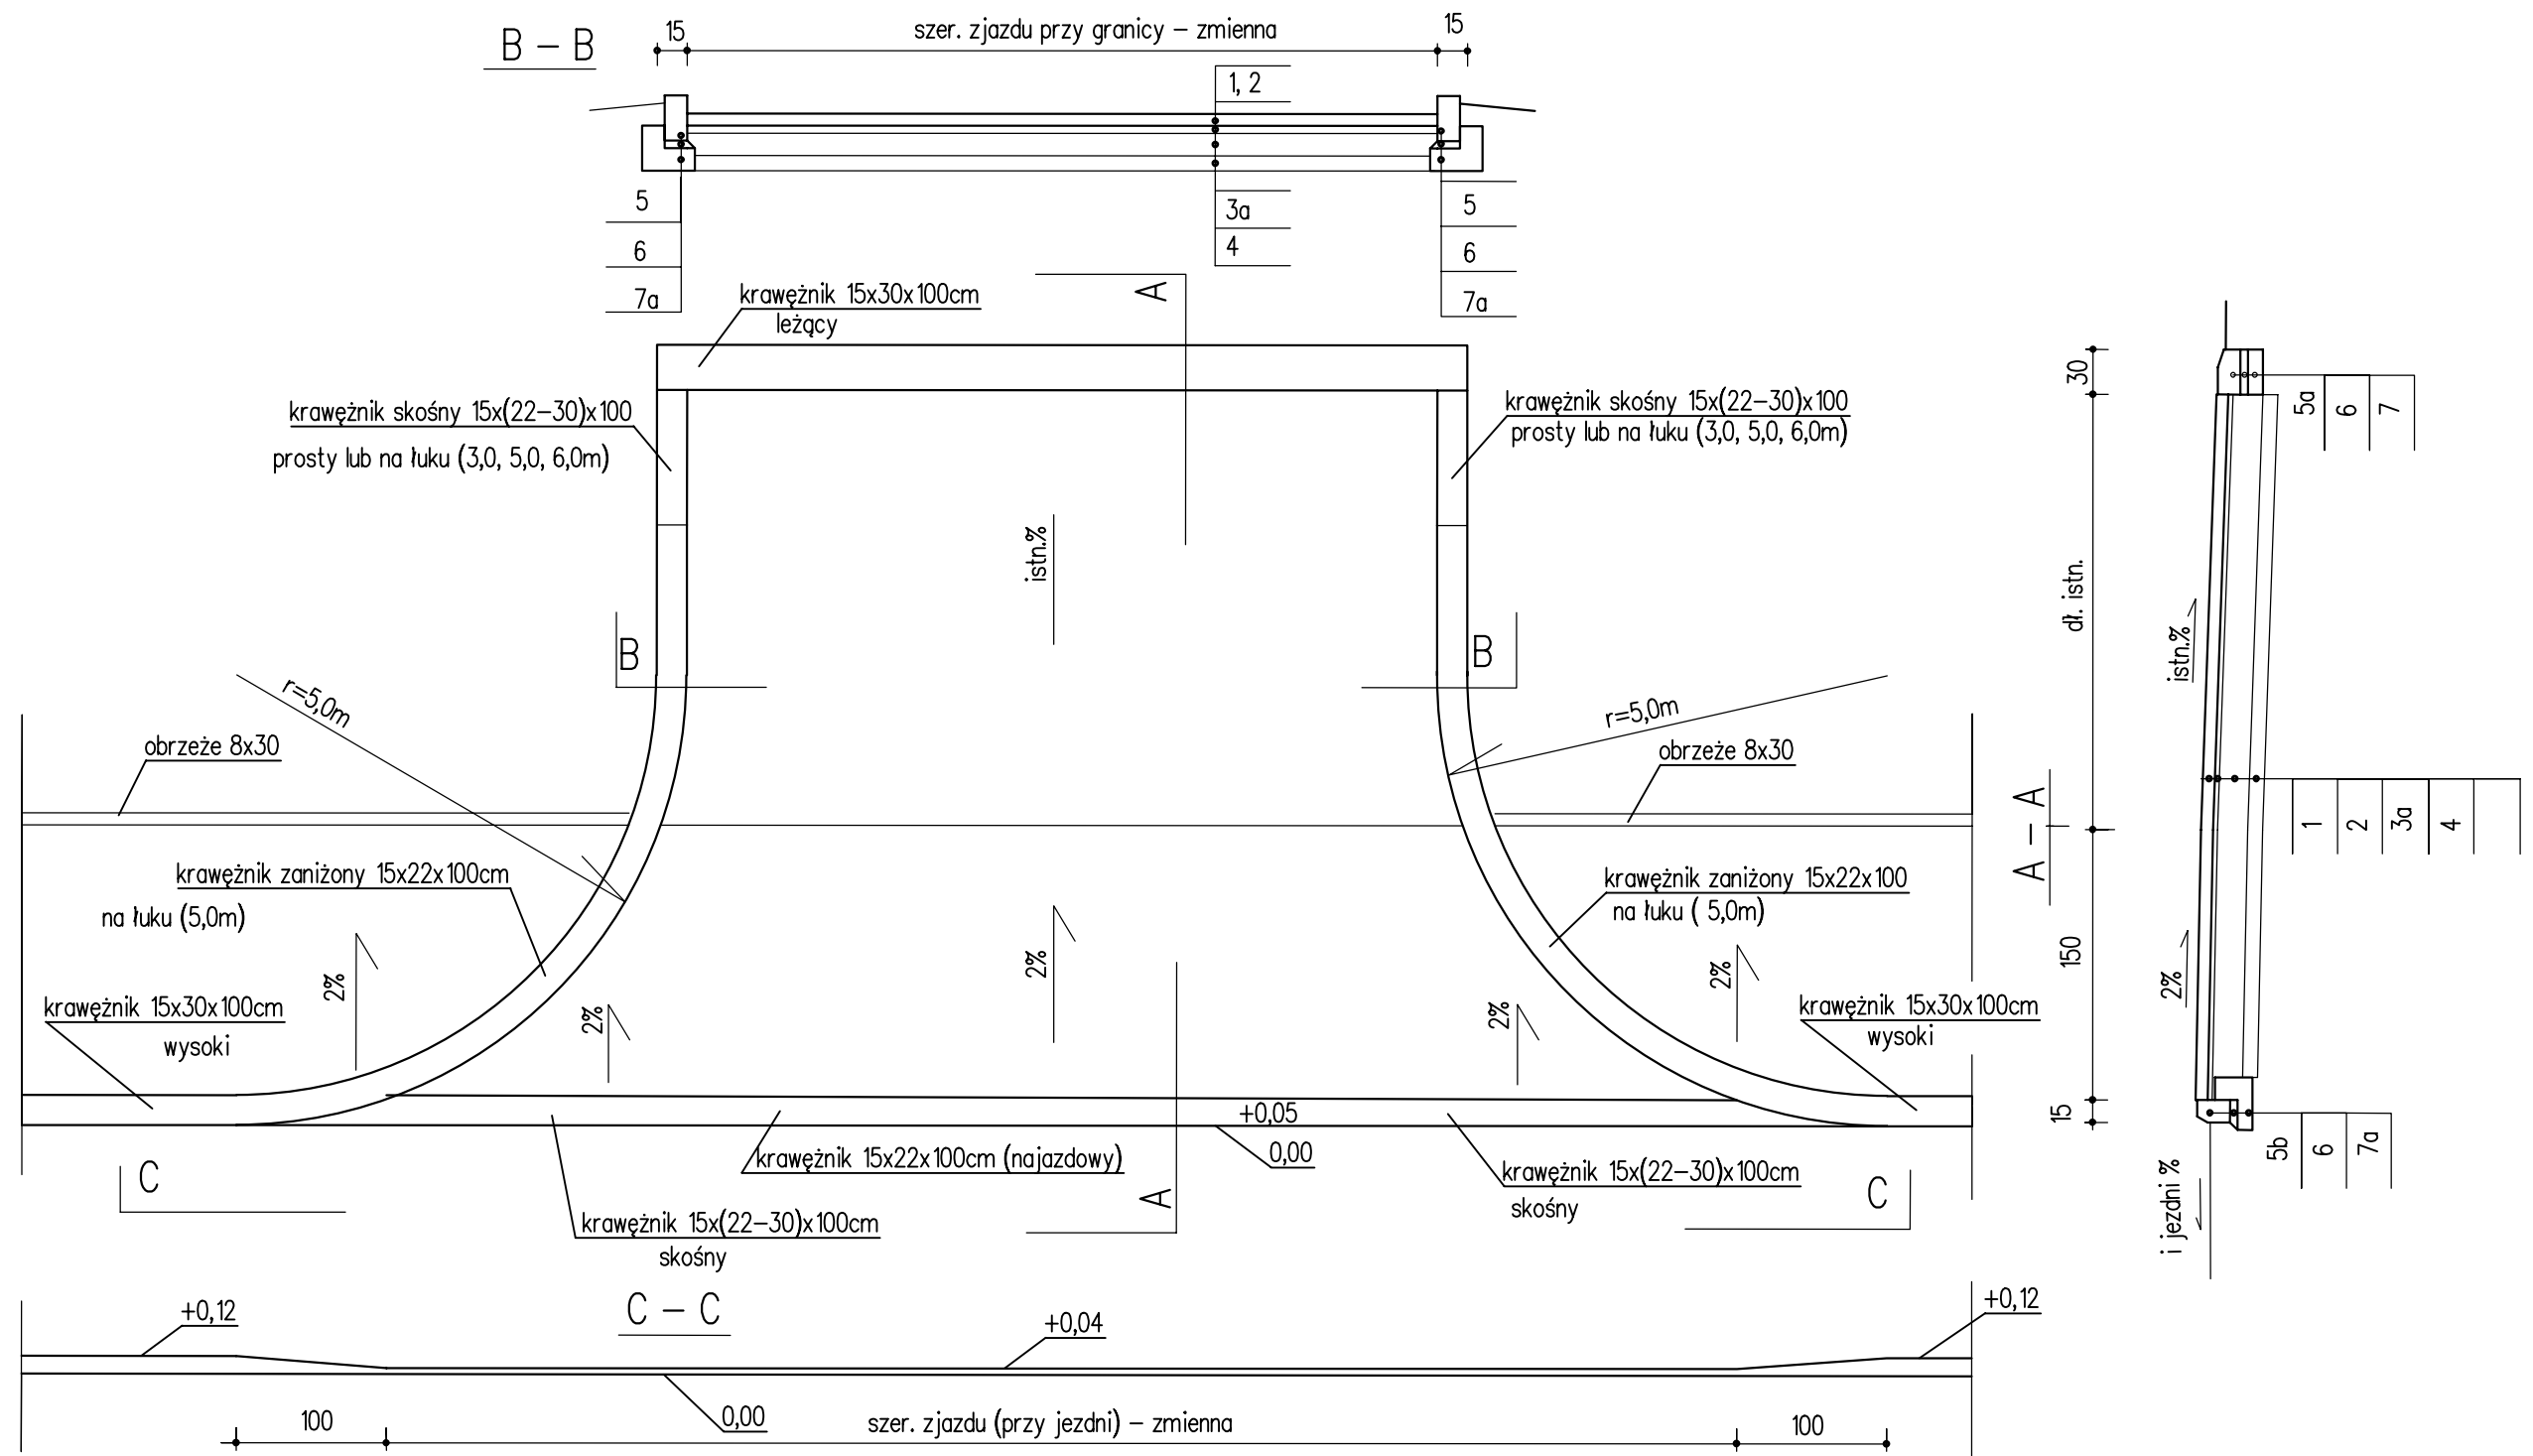 B – B
15
szer. zjazdu przy granicy – zmienna
15
1, 2
5
6
7a
3a
4
5
6
7a
krawężnik 15x30x100cm
leżący
A
krawężnik skośny 15x(22–30)x100
prosty lub na łuku (3,0, 5,0, 6,0m)
krawężnik skośny 15x(22–30)x100
prosty lub na łuku (3,0, 5,0, 6,0m)
istn.%
B
B
r=5,0m
r=5,0m
obrzeże 8x30
obrzeże 8x30
krawężnik zaniżony 15x22x100cm
na łuku (5,0m)
krawężnik zaniżony 15x22x100
na łuku ( 5,0m)
2%
2%
2%
2%
2%
krawężnik 15x30x100cm
wysoki
krawężnik 15x30x100cm
wysoki
+0,05
0,00
krawężnik 15x22x100cm (najazdowy)
krawężnik 15x(22–30)x100cm
skośny
krawężnik 15x(22–30)x100cm
skośny
C
A
C
C – C
+0,12
+0,04
+0,12
0,00
100
szer. zjazdu (przy jezdni) – zmienna
100
A – A
30
dł. istn.
150
15
istn.%
2%
i jezdni %
5a
6
7
1
2
3a
4
5b
6
7a